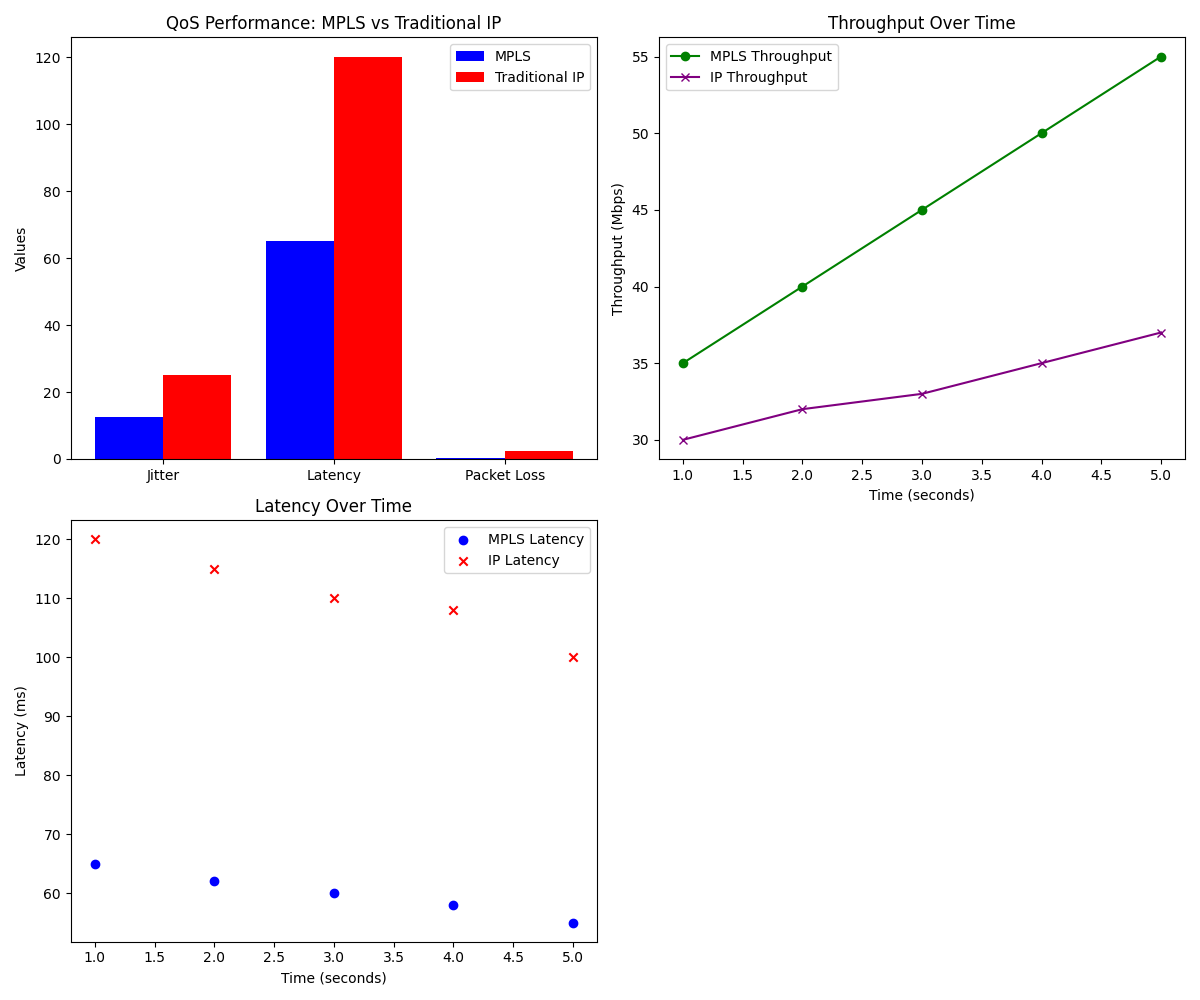 QoS Performance: MPLS vs Traditional IP
MPLS
Traditional IP
Values
120
100
80
60
40
20
0
Jitter Latency Packet Loss
Throughput Over Time
MPLS Throughput
IP Throughput
Throughput (Mbps)
55
50
45
40
35
30
1.0 1.5 2.0 2.5 3.0 3.5 4.0 4.5 5.0
Time (seconds)
Latency Over Time
MPLS Latency
IP Latency
Latency (ms)
120
110
100
90
80
70
60
1.0 1.5 2.0 2.5 3.0 3.5 4.0 4.5 5.0
Time (seconds)